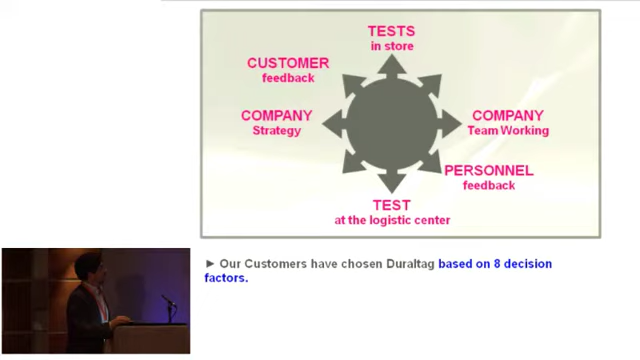 TESTS
in store
CUSTOMER
feedback
COMPANY
Strategy
COMPANY
Team Working
PERSONNEL
feedback
TEST
at the logistic center
► Our Customers have chosen Duraltag based on 8 decision
factors.